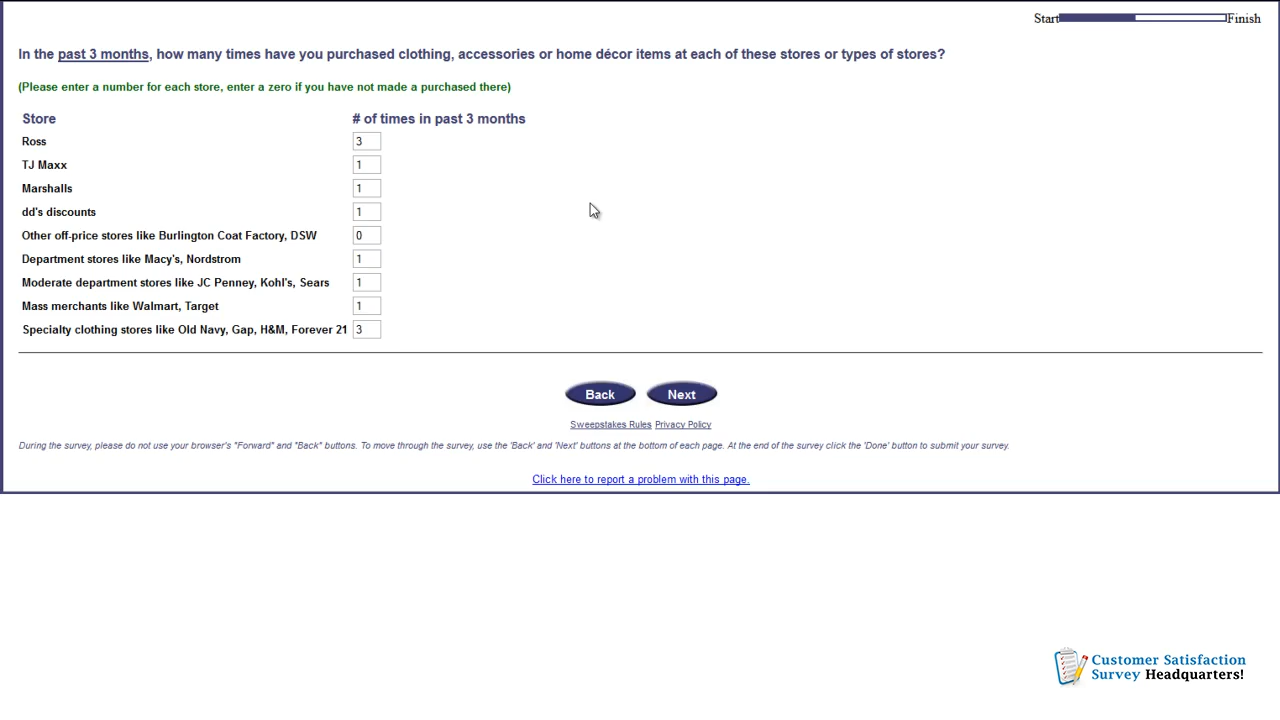 Start Finish
In the past 3 months, how many times have you purchased clothing, accessories or home décor items at each of these stores or types of stores?
(Please enter a number for each store, enter a zero if you have not made a purchased there)
Store # of times in past 3 months
Ross 3
TJ Maxx 1
Marshalls 1
dd's discounts 1
Other off-price stores like Burlington Coat Factory, DSW 0
Department stores like Macy's, Nordstrom 1
Moderate department stores like JC Penney, Kohl's, Sears 1
Mass merchants like Walmart, Target 1
Specialty clothing stores like Old Navy, Gap, H&M, Forever 21 3
Back Next
Sweepstakes Rules Privacy Policy
During the survey, please do not use your browser's "Forward" and "Back" buttons. To move through the survey, use the 'Back' and 'Next' buttons at the bottom of each page. At the end of the survey click the 'Done' button to submit your survey.
Click here to report a problem with this page.
Customer Satisfaction
Survey Headquarters!